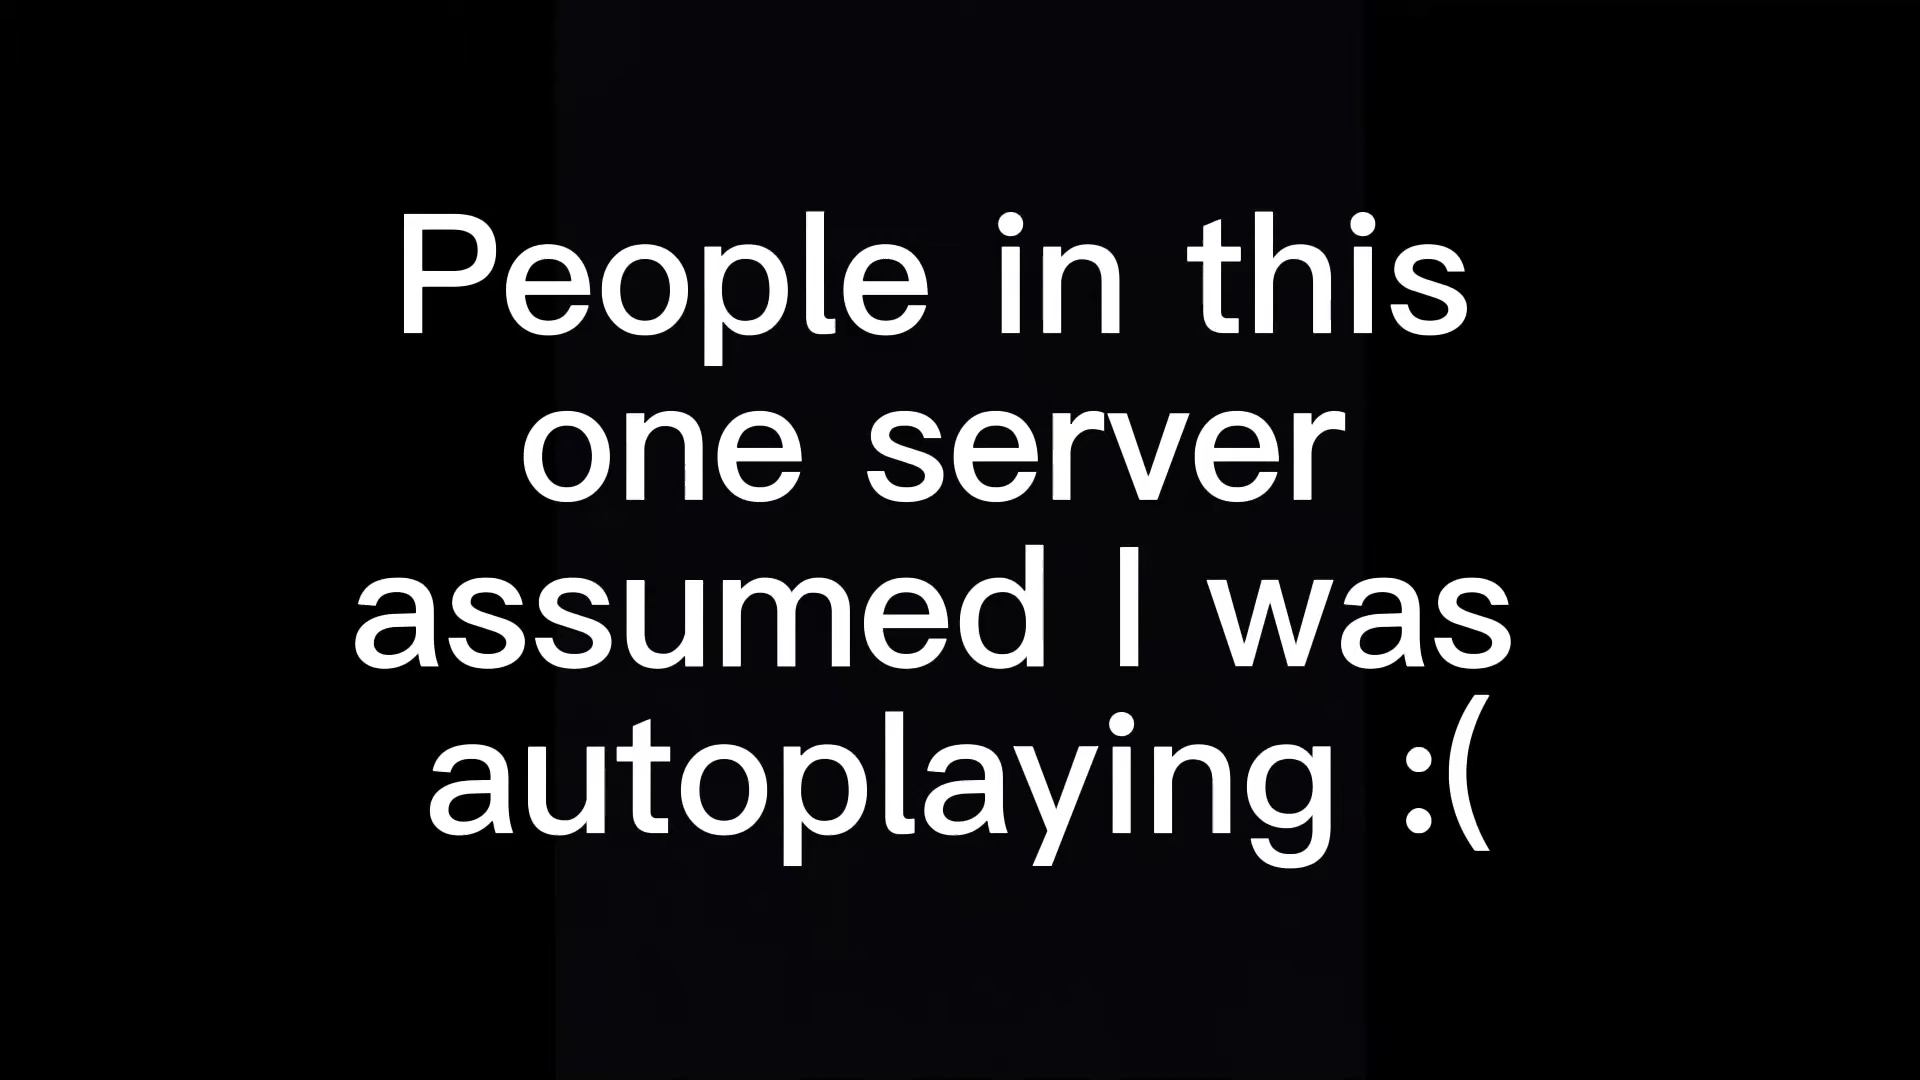 People in this
one server
assumed I was
autoplaying :(